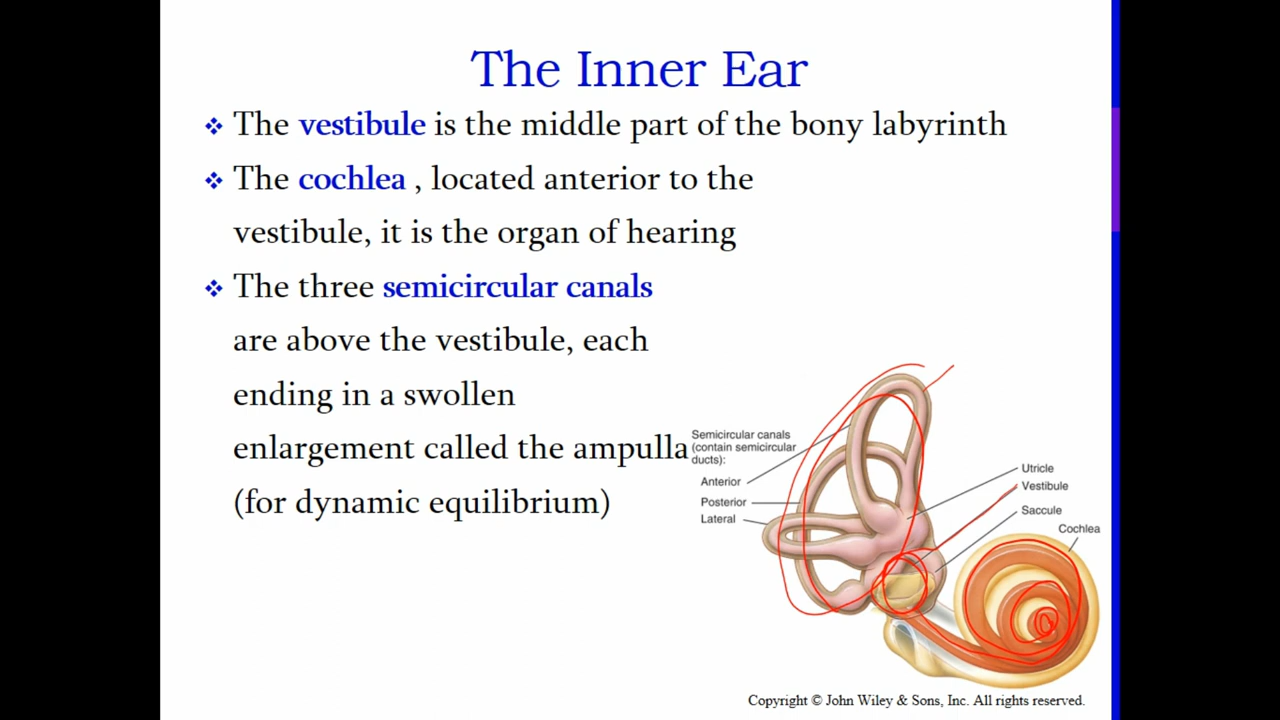 The Inner Ear
❖ The vestibule is the middle part of the bony labyrinth
❖ The cochlea , located anterior to the
vestibule, it is the organ of hearing
❖ The three semicircular canals
are above the vestibule, each
ending in a swollen
enlargement called the ampulla
(for dynamic equilibrium)
Semicircular canals
(contain semicircular
ducts):
Anterior
Posterior
Lateral
Utricle
Vestibule
Saccule
Cochlea
Copyright © John Wiley & Sons, Inc. All rights reserved.